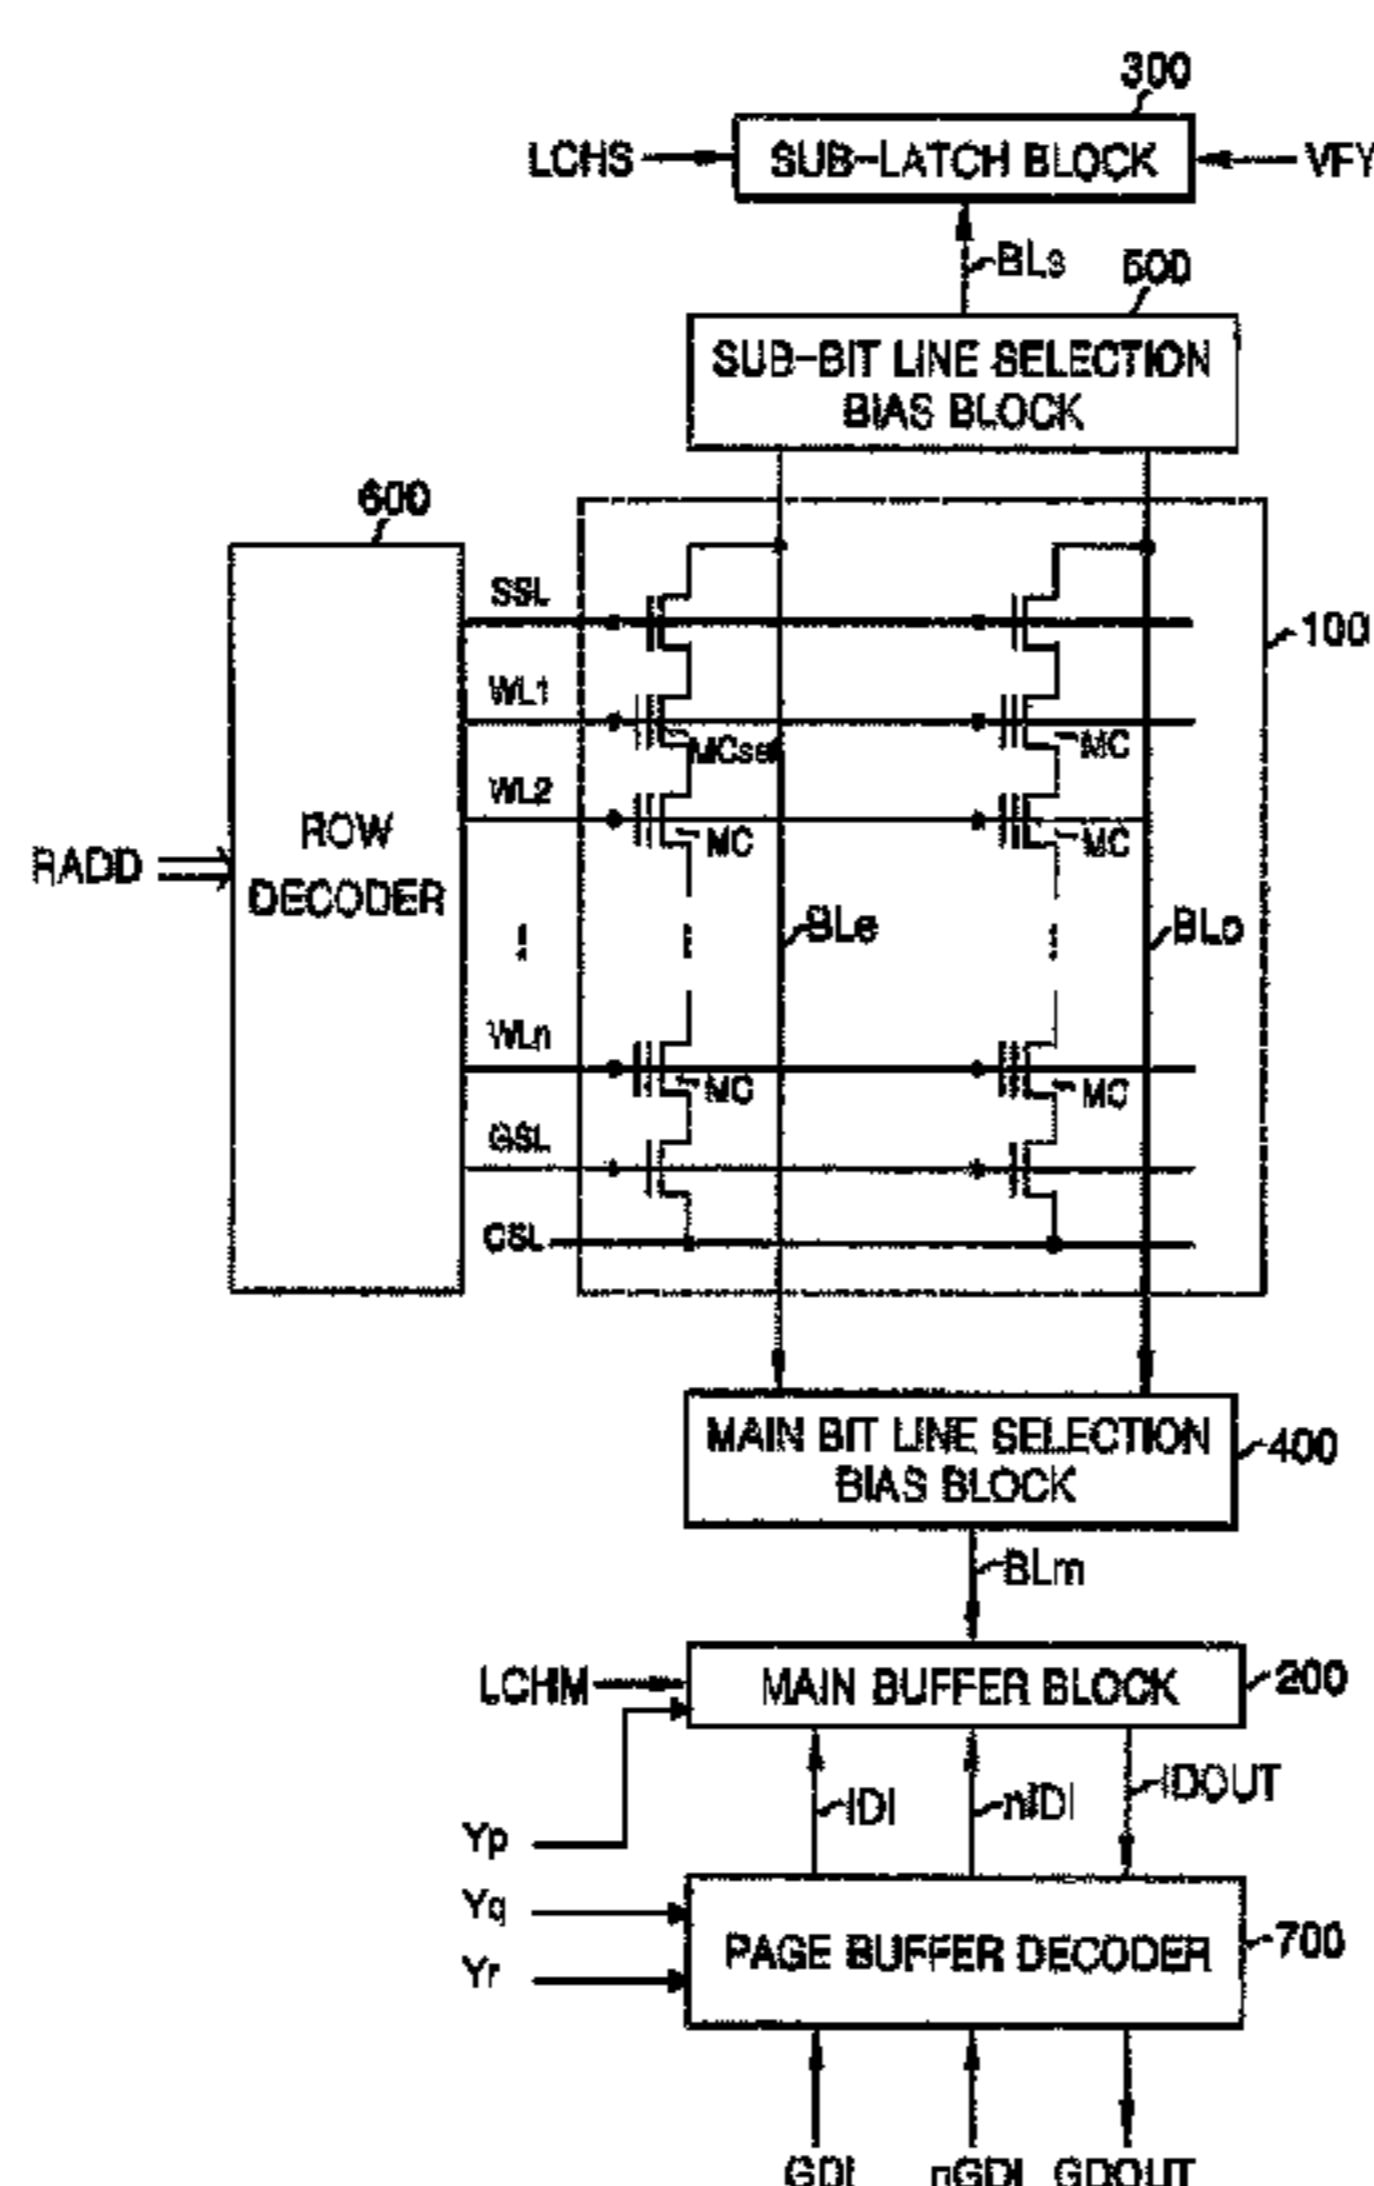 300
LCHS
SUB-LATCH BLOCK
VFY
BLs
500
SUB-BIT LINE SELECTION
BIAS BLOCK
600
SSL
100
WL1
MCsel
MC
WL2
MC
MC
ROW
DECODER
RADD
BLe
BLo
WLn
MC
MC
GSL
CSL
MAIN BIT LINE SELECTION
BIAS BLOCK
400
BLm
LCHM
MAIN BUFFER BLOCK
200
IDI
nIDI
IDOUT
Yp
Yq
Yr
PAGE BUFFER DECODER
700
GDI
nGDI
GDOUT